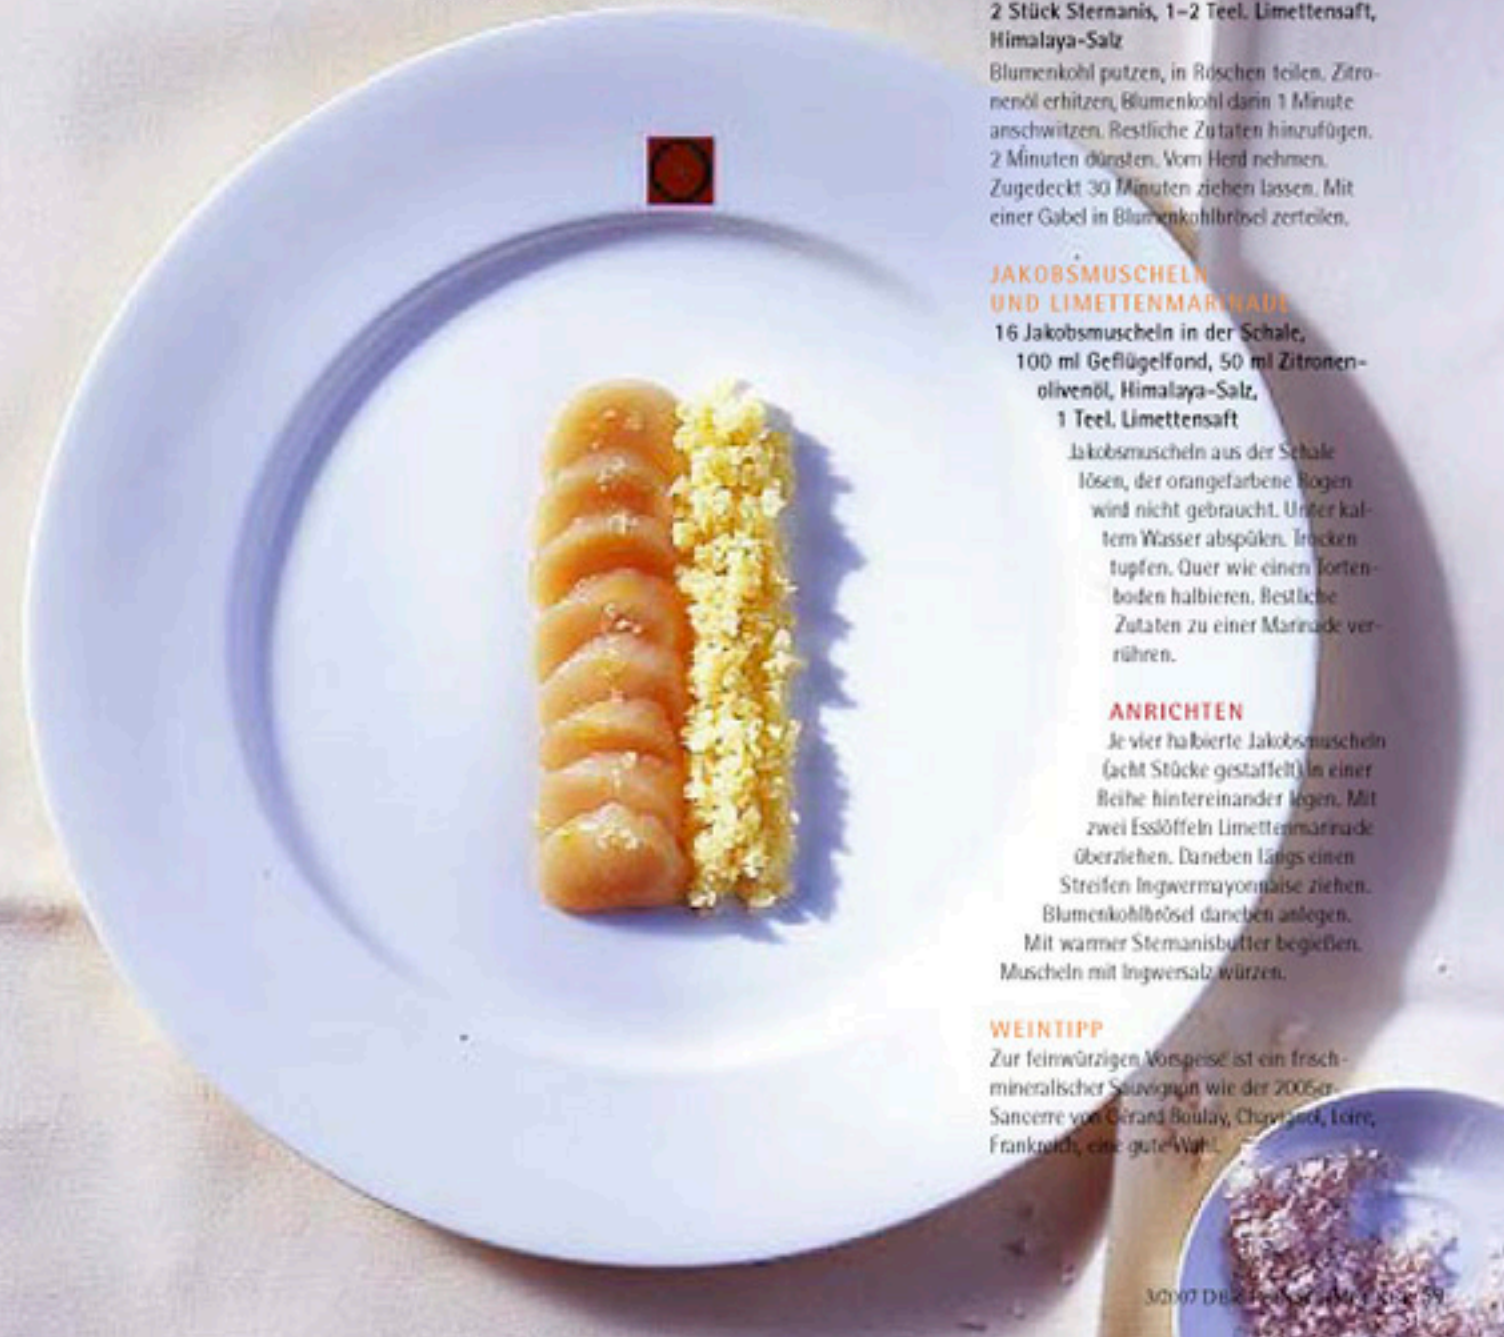 2 Stück Sternanis, 1–2 Teel. Limettensaft,
Himalaya-Salz
Blumenkohl putzen, in Röschen teilen. Zitro-
nenöl erhitzen, Blumenkohl darin 1 Minute
anschwitzen. Restliche Zutaten hinzufügen.
2 Minuten dünsten. Vom Herd nehmen.
Zugedeckt 30 Minuten ziehen lassen. Mit
einer Gabel in Blumenkohlbrösel zerteilen.
JAKOBSMUSCHELN
UND LIMETTENMARINADE
16 Jakobsmuscheln in der Schale,
100 ml Geflügelfond, 50 ml Zitronen-
olivenöl, Himalaya-Salz,
1 Teel. Limettensaft
Jakobsmuscheln aus der Schale
lösen, der orangefarbene Rogen
wird nicht gebraucht. Unter kal-
tem Wasser abspülen. Trocken
tupfen. Quer wie einen Torten-
boden halbieren. Restliche
Zutaten zu einer Marinade ver-
rühren.
ANRICHTEN
Je vier halbierte Jakobsmuscheln
(acht Stücke gestaffelt) in einer
Reihe hintereinander legen. Mit
zwei Esslöffeln Limettenmarinade
überziehen. Daneben längs einen
Streifen Ingwermayonnaise ziehen.
Blumenkohlbrösel daneben anlegen.
Mit warmer Sternanisbutter begießen.
Muscheln mit Ingwersalz würzen.
WEINTIPP
Zur feinwürzigen Vorspeise ist ein frisch-
mineralischer Sauvignon wie der 2005er-
Sancerre von Gérard Boulay, Chavignol, Loire,
Frankreich, eine gute Wahl.
3/2007 59